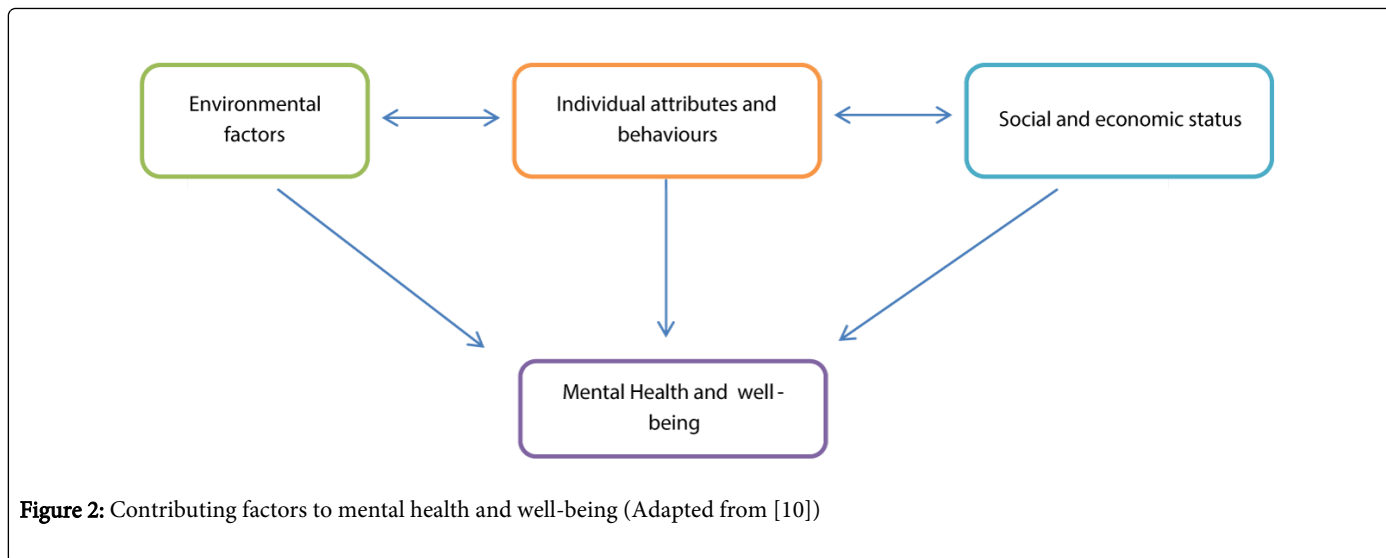 Environmental
factors
Individual attributes and
behaviours
Social and economic status
Mental Health and well -
being
Figure 2: Contributing factors to mental health and well-being (Adapted from [10])